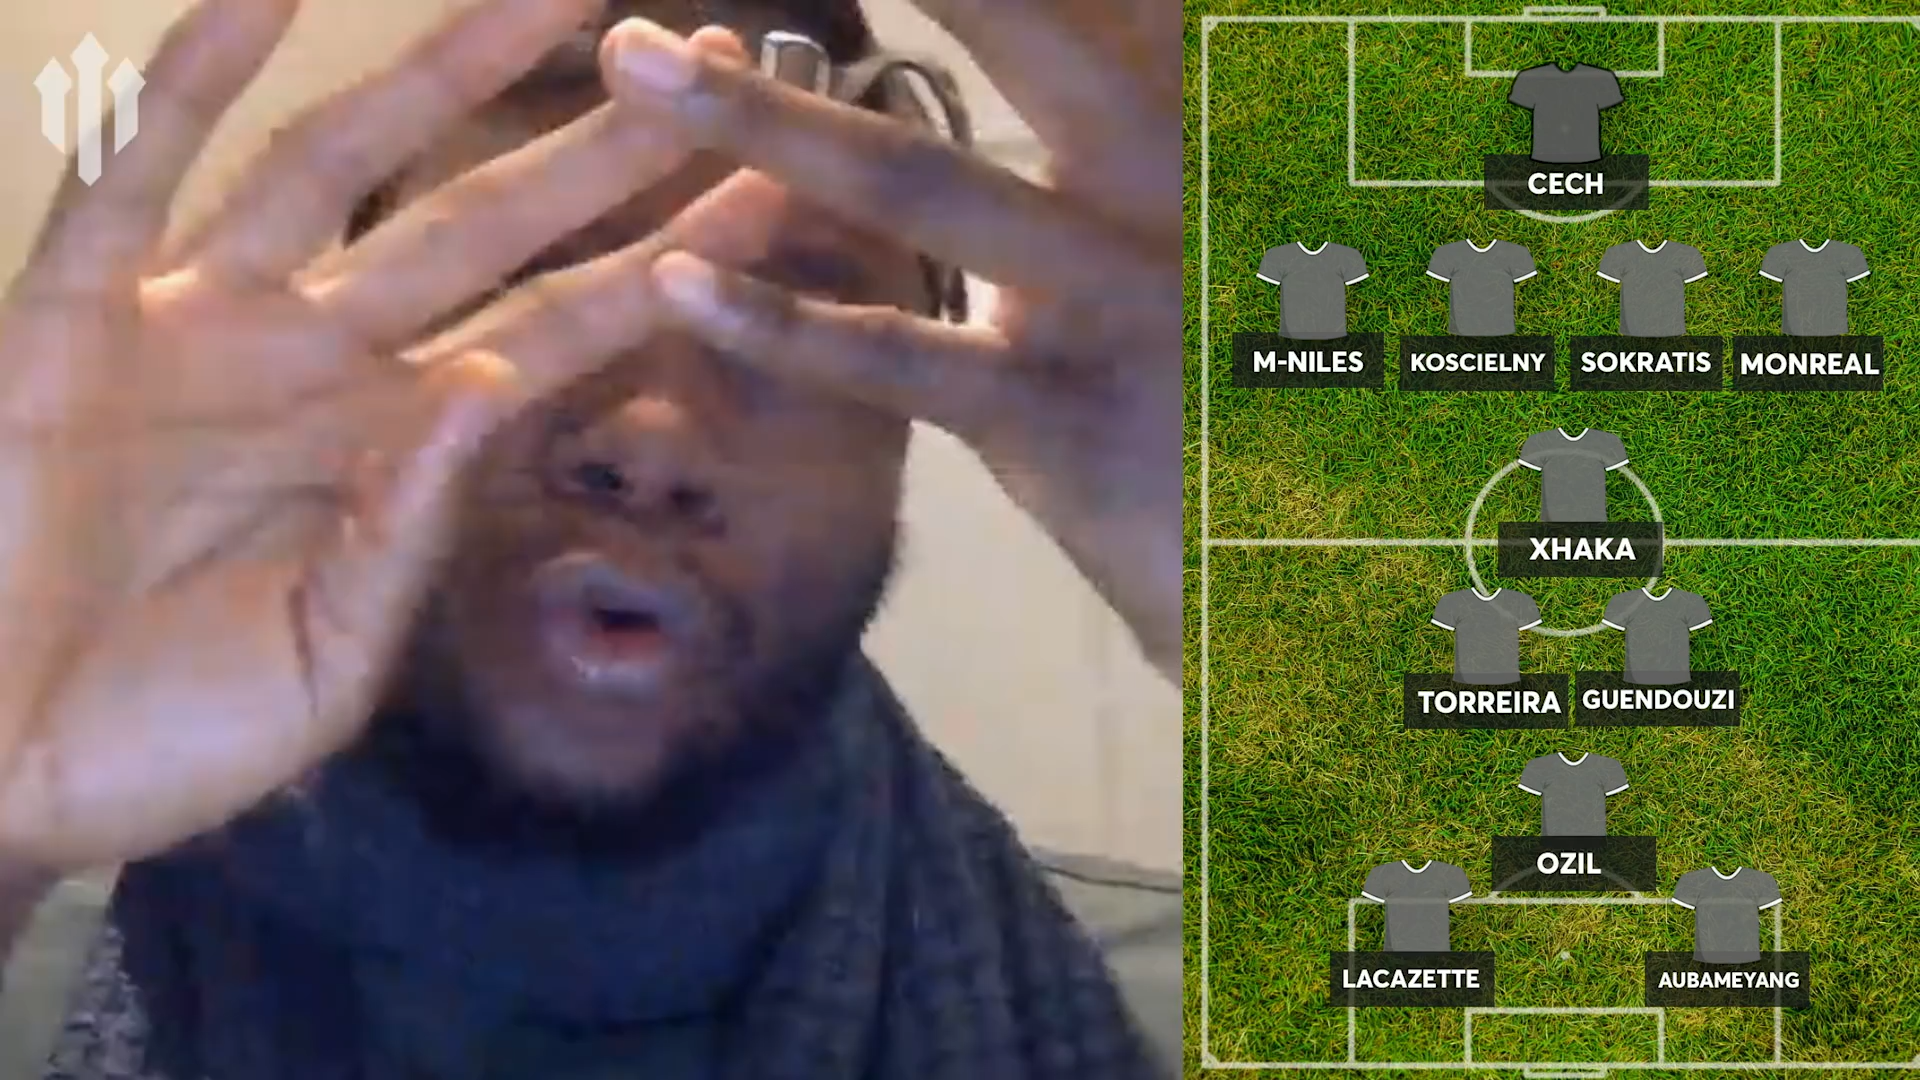 CECH
M-NILES
KOSCIELNY
SOKRATIS
MONREAL
XHAKA
TORREIRA
GUENDOUZI
OZIL
LACAZETTE
AUBAMEYANG